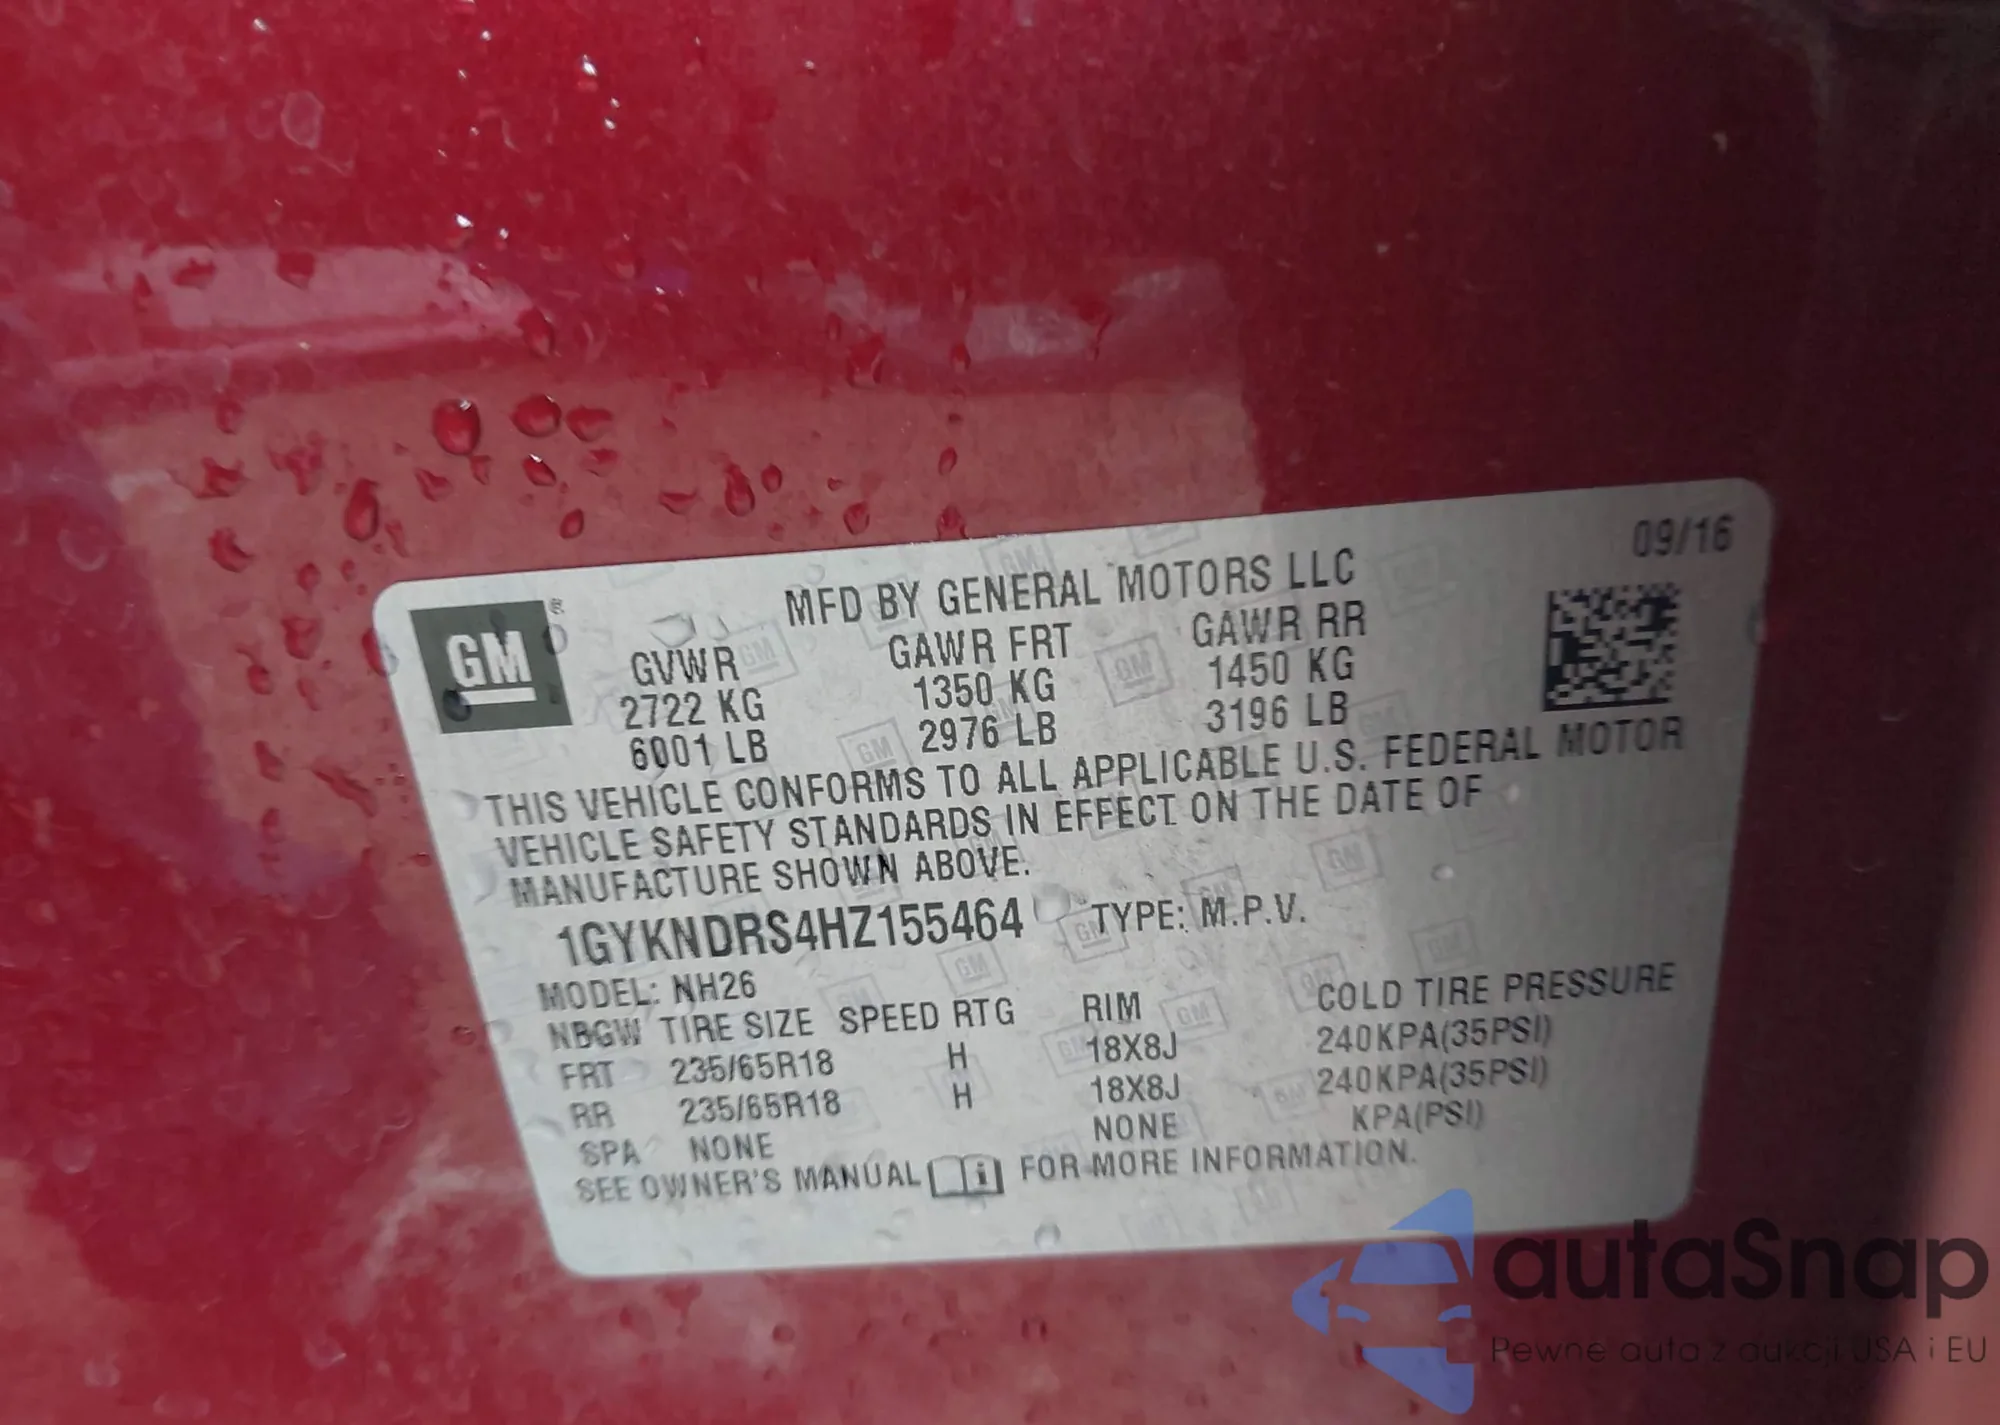 09/16
MFD BY GENERAL MOTORS LLC
GM ®
GVWR GAWR FRT GAWR RR
2722 KG 1350 KG 1450 KG
6001 LB 2976 LB 3196 LB
THIS VEHICLE CONFORMS TO ALL APPLICABLE U.S. FEDERAL MOTOR
VEHICLE SAFETY STANDARDS IN EFFECT ON THE DATE OF
MANUFACTURE SHOWN ABOVE.
1GYKNDRS4HZ155464 TYPE: M.P.V.
MODEL: NH26
NBGW TIRE SIZE SPEED RTG RIM COLD TIRE PRESSURE
FRT 235/65R18 H 18X8J 240KPA(35PSI)
RR 235/65R18 H 18X8J 240KPA(35PSI)
SPA NONE NONE KPA(PSI)
SEE OWNER'S MANUAL FOR MORE INFORMATION.
autaSnap
Pewne auta z aukcji USA i EU